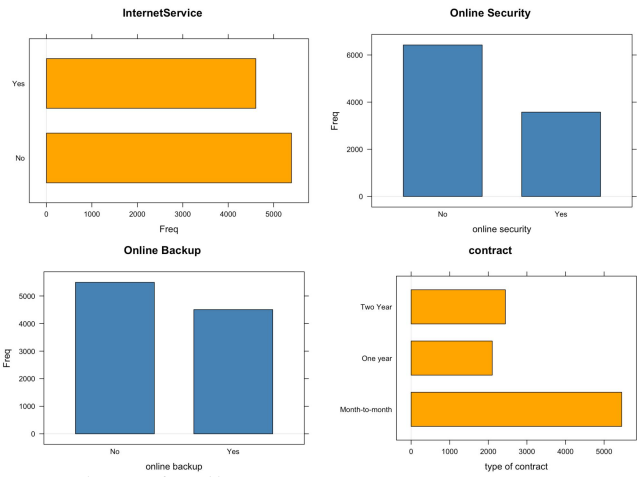 InternetService
Yes
No
0 1000 2000 3000 4000 5000
Freq
Online Security
6000
4000
2000
0
Freq
No Yes
online security
Online Backup
5000
4000
3000
2000
1000
0
Freq
No Yes
online backup
contract
Two Year
One year
Month-to-month
0 1000 2000 3000 4000 5000
type of contract